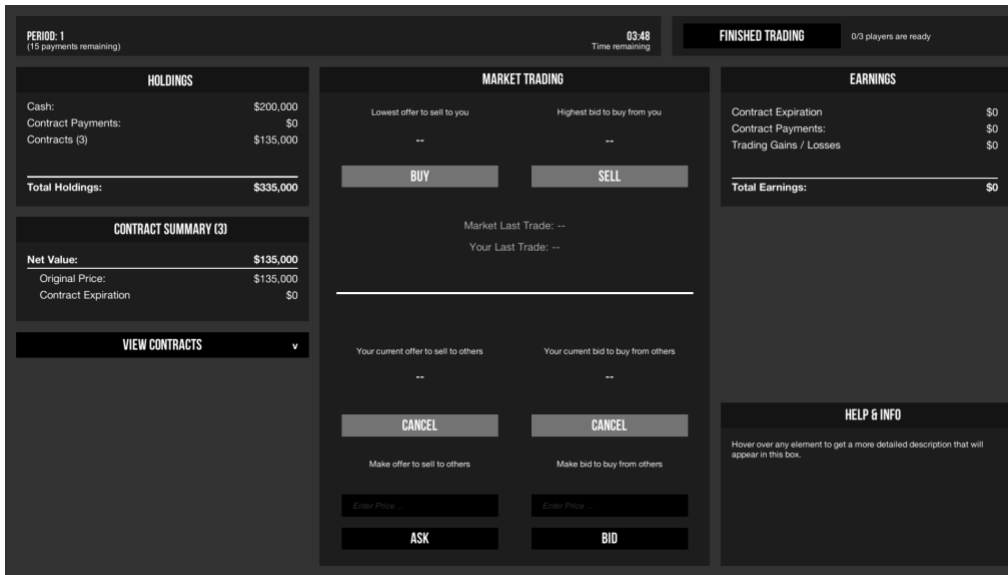 PERIOD: 1
(15 payments remaining)
03:48
Time remaining
FINISHED TRADING
0/3 players are ready
HOLDINGS
Cash: $200,000
Contract Payments: $0
Contracts (3) $135,000
Total Holdings: $335,000
CONTRACT SUMMARY (3)
Net Value: $135,000
Original Price: $135,000
Contract Expiration $0
VIEW CONTRACTS v
MARKET TRADING
Lowest offer to sell to you Highest bid to buy from you
-- --
BUY SELL
Market Last Trade: --
Your Last Trade: --
Your current offer to sell to others Your current bid to buy from others
-- --
CANCEL CANCEL
Make offer to sell to others Make bid to buy from others
Enter Price ... Enter Price ...
ASK BID
EARNINGS
Contract Expiration $0
Contract Payments: $0
Trading Gains / Losses $0
Total Earnings: $0
HELP & INFO
Hover over any element to get a more detailed description that will
appear in this box.